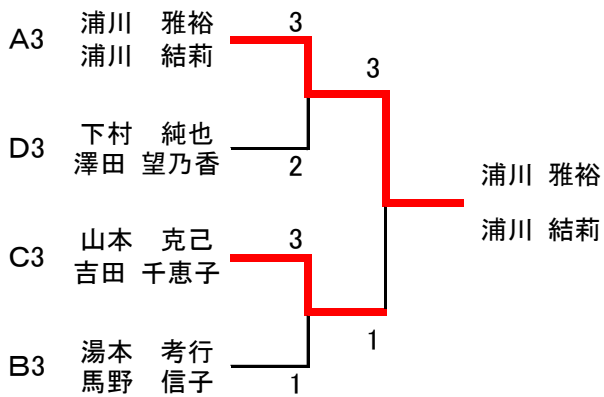 A3
浦川 雅裕
浦川 結莉
3
3
D3
下村 純也
澤田 望乃香
2
浦川 雅裕
浦川 結莉
C3
山本 克己
吉田 千恵子
3
1
B3
湯本 考行
馬野 信子
1